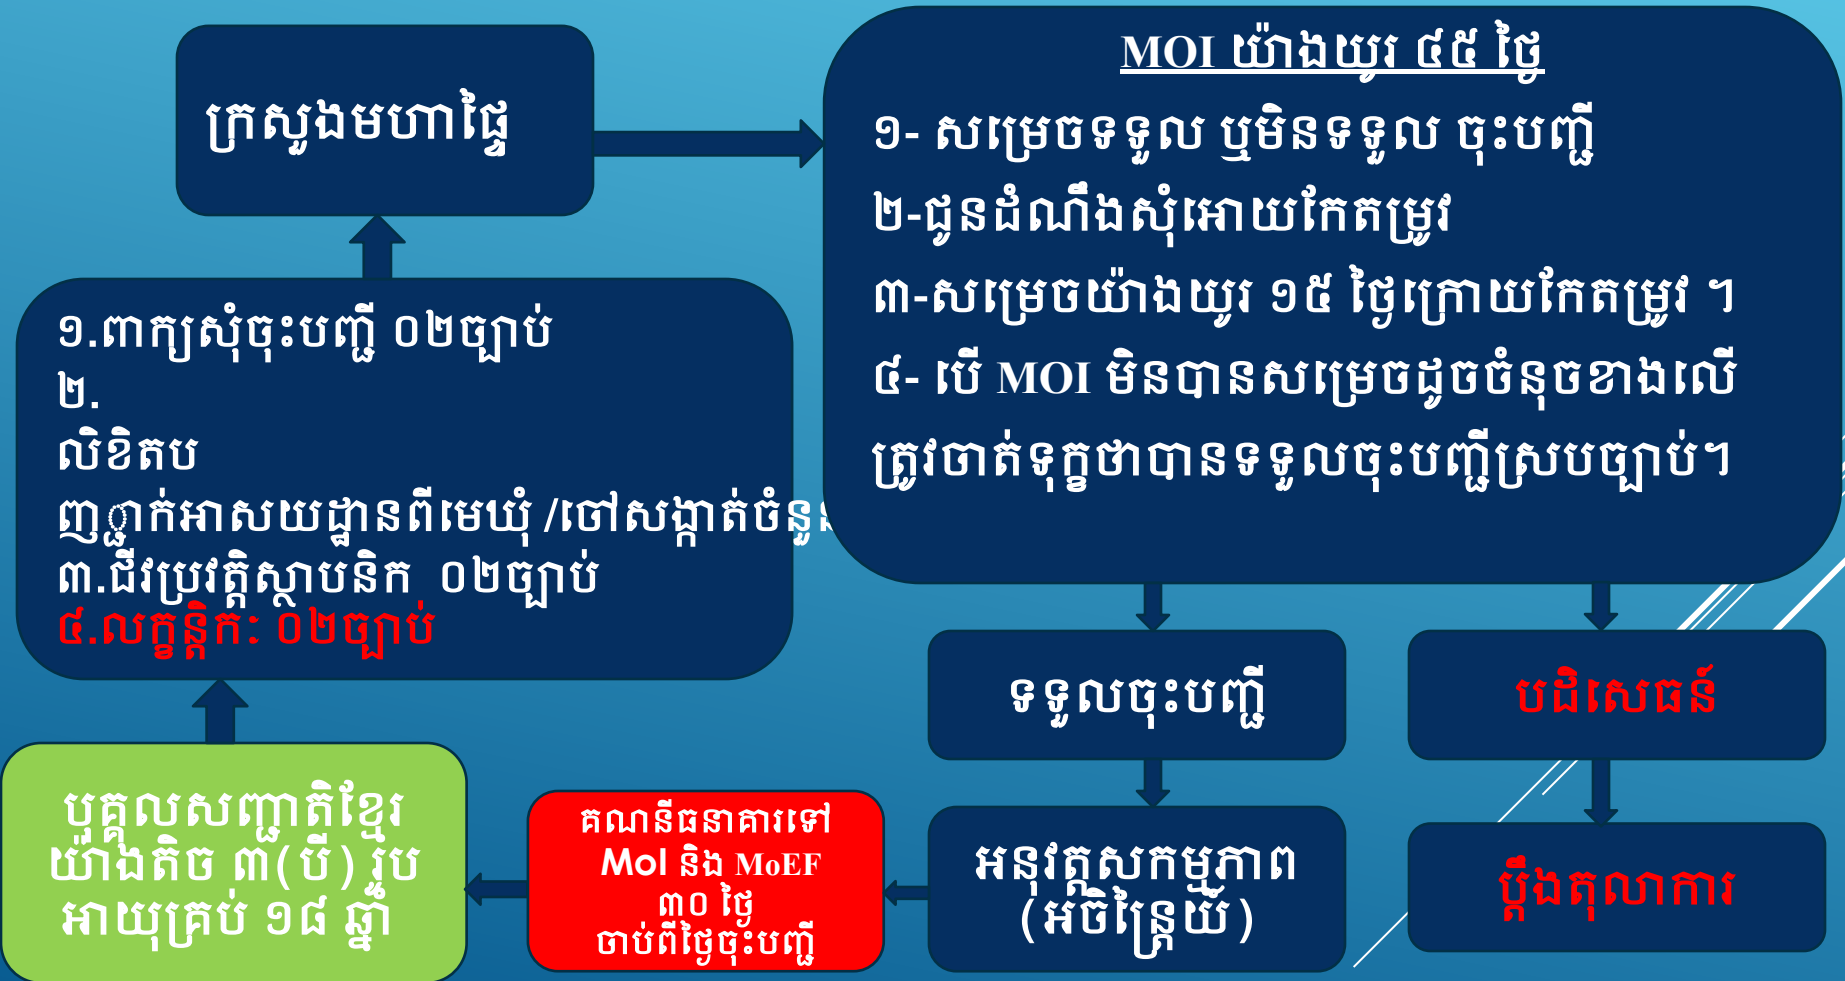 ក្រសួងមហាផ្ទៃ
MOI យ៉ាងយូរ ៤៥ ថ្ងៃ
១- សម្រេចទទួល ឬមិនទទួល ចុះបញ្ជី
២-ជូនដំណឹងសុំអោយកែតម្រូវ
៣-សម្រេចយ៉ាងយូរ ១៥ ថ្ងៃក្រោយកែតម្រូវ ។
៤- បើ MOI មិនបានសម្រេចដូចចំនុចខាងលើ
ត្រូវចាត់ទុក្ខថាបានទទួលចុះបញ្ជីស្របច្បាប់។
១.ពាក្យសុំចុះបញ្ជី ០២ច្បាប់
២.
លិខិតប
ញ្ជាក់អាសយដ្ឋានពីមេឃុំ /ចៅសង្កាត់ចំនួន
៣.ជីវប្រវត្តិស្ថាបនិក ០២ច្បាប់
៤.លក្ខន្តិកៈ ០២ច្បាប់
ទទួលចុះបញ្ជី
បដិសេធន៍
បុគ្គលសញ្ជាតិខ្មែរ
យ៉ាងតិច ៣(បី) រូប
អាយុគ្រប់ ១៨ ឆ្នាំ
គណនីធនាគារទៅ
MoI និង MoEF
៣០ ថ្ងៃ
ចាប់ពីថ្ងៃចុះបញ្ជី
អនុវត្តសកម្មភាព
(អចិន្រ្តៃយ៍)
ប្តឹងតុលាការ